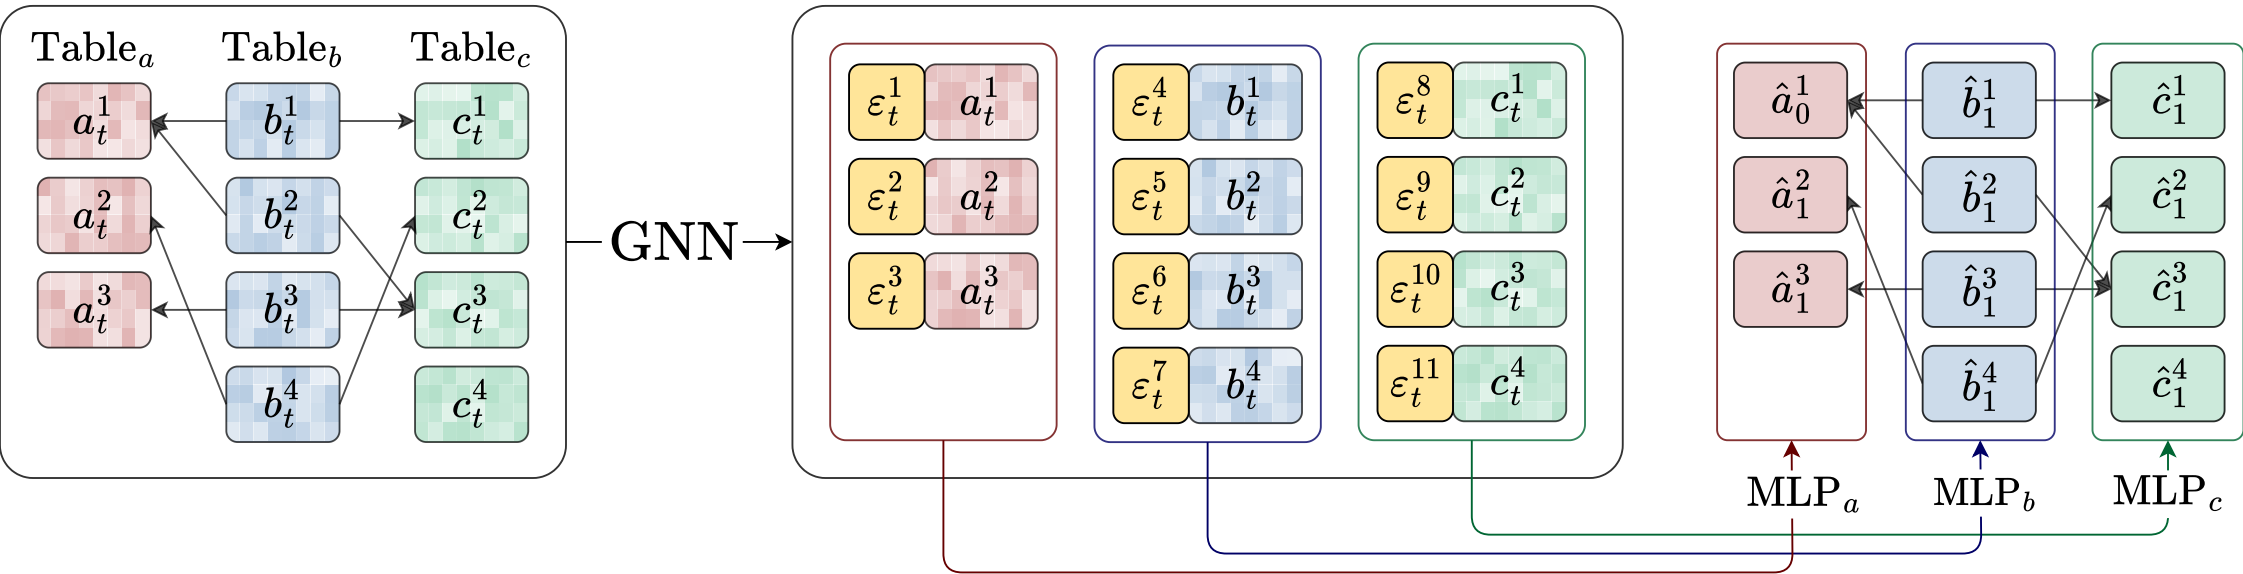 Table_a Table_b Table_c
a_t^1 b_t^1 c_t^1
a_t^2 b_t^2 c_t^2
a_t^3 b_t^3 c_t^3
b_t^4 c_t^4
GNN
ε_t^1 a_t^1 ε_t^4 b_t^1 ε_t^8 c_t^1
ε_t^2 a_t^2 ε_t^5 b_t^2 ε_t^9 c_t^2
ε_t^3 a_t^3 ε_t^6 b_t^3 ε_t^10 c_t^3
ε_t^7 b_t^4 ε_t^11 c_t^4
â_0^1 b̂_1^1 ĉ_1^1
â_1^2 b̂_1^2 ĉ_1^2
â_1^3 b̂_1^3 ĉ_1^3
b̂_1^4 ĉ_1^4
MLP_a MLP_b MLP_c